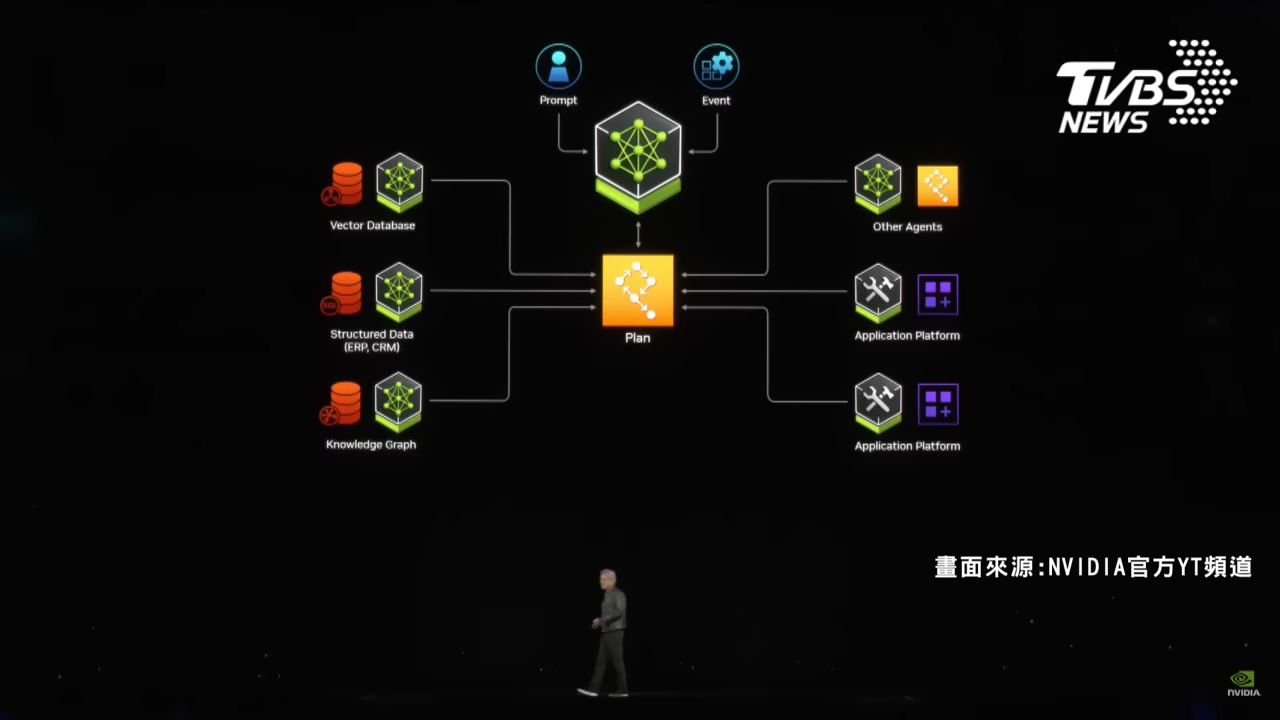 TVBS
NEWS
Prompt
Event
Vector Database
Other Agents
Structured Data
(ERP, CRM)
Plan
Application Platform
Knowledge Graph
Application Platform
畫面來源:NVIDIA官方YT頻道
NVIDIA